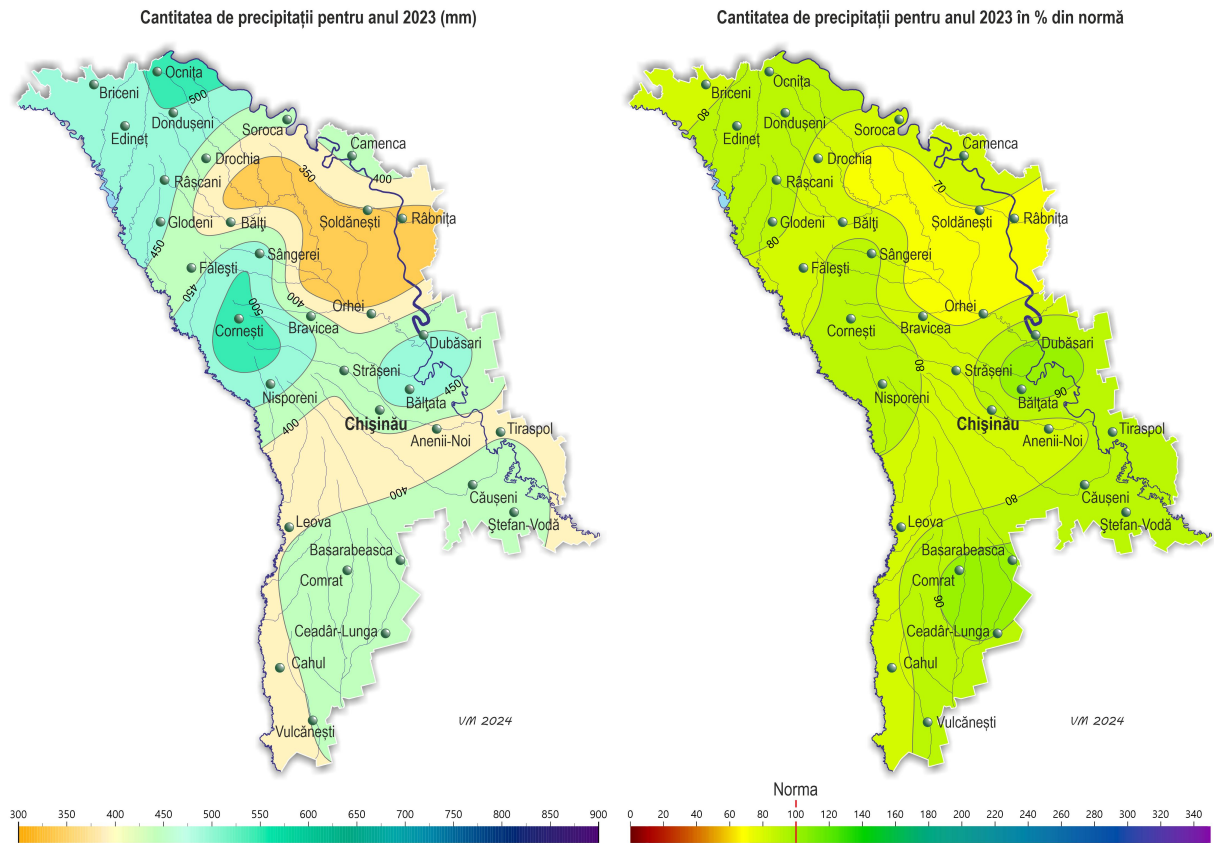 Cantitatea de precipitații pentru anul 2023 (mm)
Ocnița
Briceni
500
Dondușeni
Edineț
Soroca
Camenca
Drochia
350
400
Râșcani
Șoldănești
Râbnița
Glodeni
Bălți
450
Sângerei
Fălești
450
400
500
Orhei
Cornești
Bravicea
Dubăsari
Strășeni
450
Nisporeni
Bălțata
400
Chișinău
Anenii-Noi
Tiraspol
400
Căușeni
Leova
Ștefan-Vodă
Basarabeasca
Comrat
Ceadâr-Lunga
Cahul
Vulcănești
VM 2024
300 350 400 450 500 550 600 650 700 750 800 850 900
Cantitatea de precipitații pentru anul 2023 în % din normă
Ocnița
Briceni
80
Dondușeni
Edineț
Soroca
Camenca
Drochia
70
Râșcani
Șoldănești
Râbnița
Glodeni
Bălți
80
Sângerei
Fălești
Orhei
Cornești
Bravicea
Dubăsari
80
Strășeni
90
Nisporeni
Bălțata
Chișinău
Anenii-Noi
Tiraspol
80
Căușeni
Leova
Ștefan-Vodă
Basarabeasca
Comrat
90
Ceadâr-Lunga
Cahul
Vulcănești
VM 2024
Norma
0 20 40 60 80 100 120 140 160 180 200 220 240 260 280 300 320 340